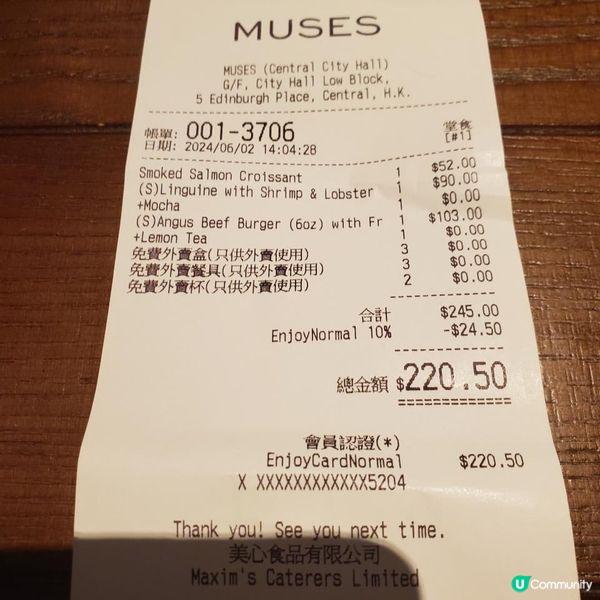 MUSES
MUSES (Central City Hall)
G/F, City Hall Low Block,
5 Edinburgh Place, Central, H.K.
帳單: 001-3706 堂食
日期: 2024/06/02 14:04:28 [#1]
Smoked Salmon Croissant 1 $52.00
(S)Linguine with Shrimp & Lobster 1 $90.00
+Mocha 1 $0.00
(S)Angus Beef Burger (6oz) with Fr 1 $103.00
+Lemon Tea 1 $0.00
免費外賣盒(只供外賣使用) 3 $0.00
免費外賣餐具(只供外賣使用) 3 $0.00
免費外賣杯(只供外賣使用) 2 $0.00
合計 $245.00
EnjoyNormal 10% -$24.50
總金額 $220.50
會員認證(*)
EnjoyCardNormal $220.50
X XXXXXXXXXXXX5204
Thank you! See you next time.
美心食品有限公司
Maxim's Caterers Limited
U Community